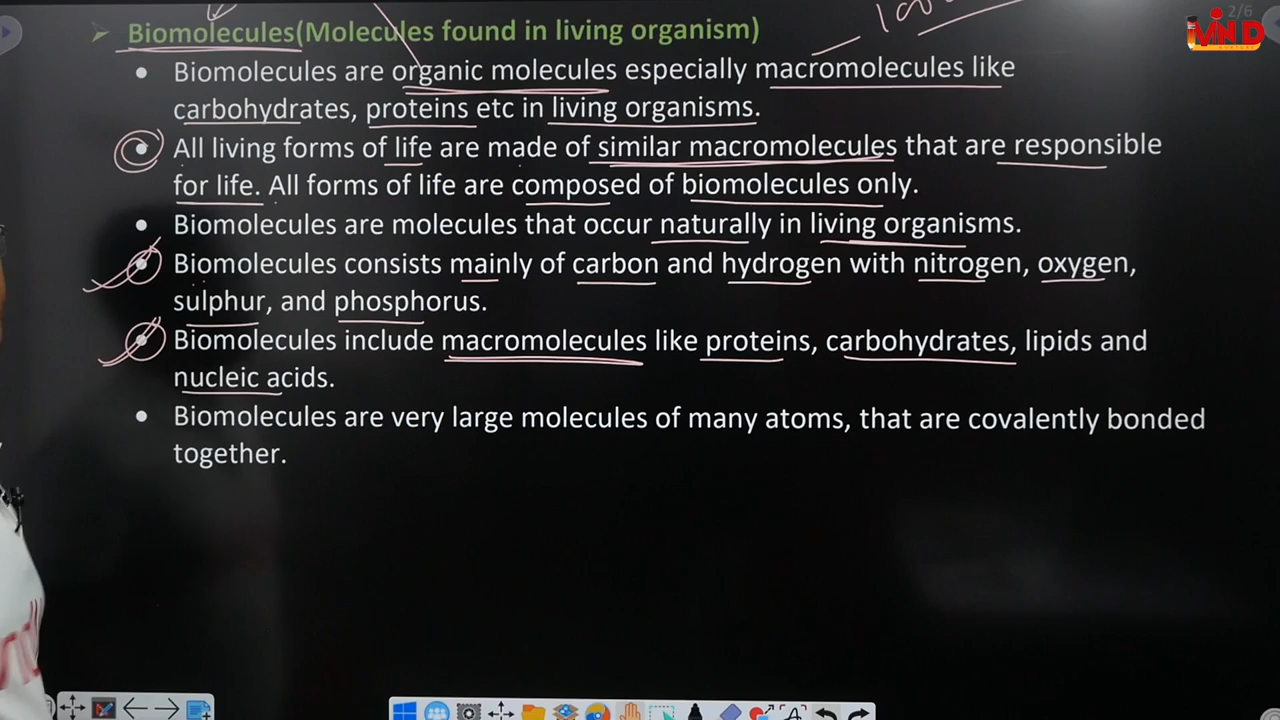 2/6
Biomolecules(Molecules found in living organism)
Biomolecules are organic molecules especially macromolecules like
carbohydrates, proteins etc in living organisms.
All living forms of life are made of similar macromolecules that are responsible
for life. All forms of life are composed of biomolecules only.
Biomolecules are molecules that occur naturally in living organisms.
Biomolecules consists mainly of carbon and hydrogen with nitrogen, oxygen,
sulphur, and phosphorus.
Biomolecules include macromolecules like proteins, carbohydrates, lipids and
nucleic acids.
Biomolecules are very large molecules of many atoms, that are covalently bonded
together.